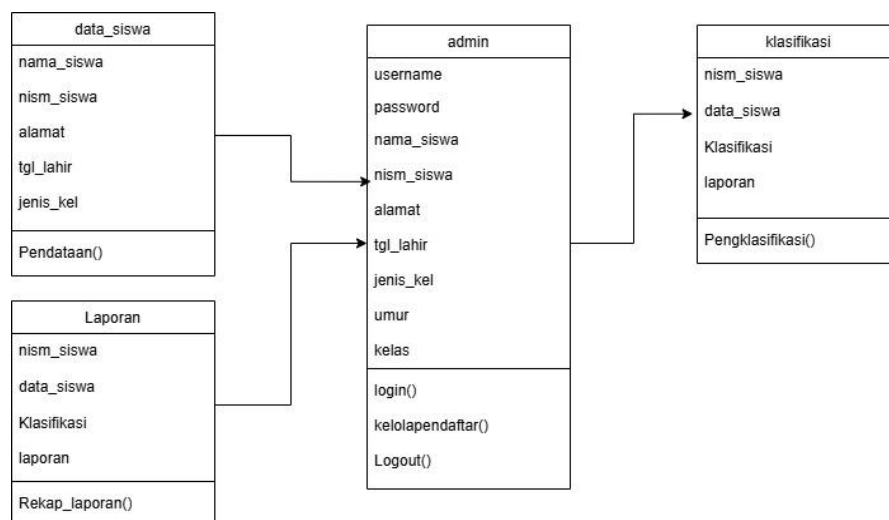 data_siswa
nama_siswa
nism_siswa
alamat
tgl_lahir
jenis_kel
Pendataan()
Laporan
nism_siswa
data_siswa
Klasifikasi
laporan
Rekap_laporan()
admin
username
password
nama_siswa
nism_siswa
alamat
tgl_lahir
jenis_kel
umur
kelas
login()
kelolapendaftar()
Logout()
klasifikasi
nism_siswa
data_siswa
Klasifikasi
laporan
Pengklasifikasi()